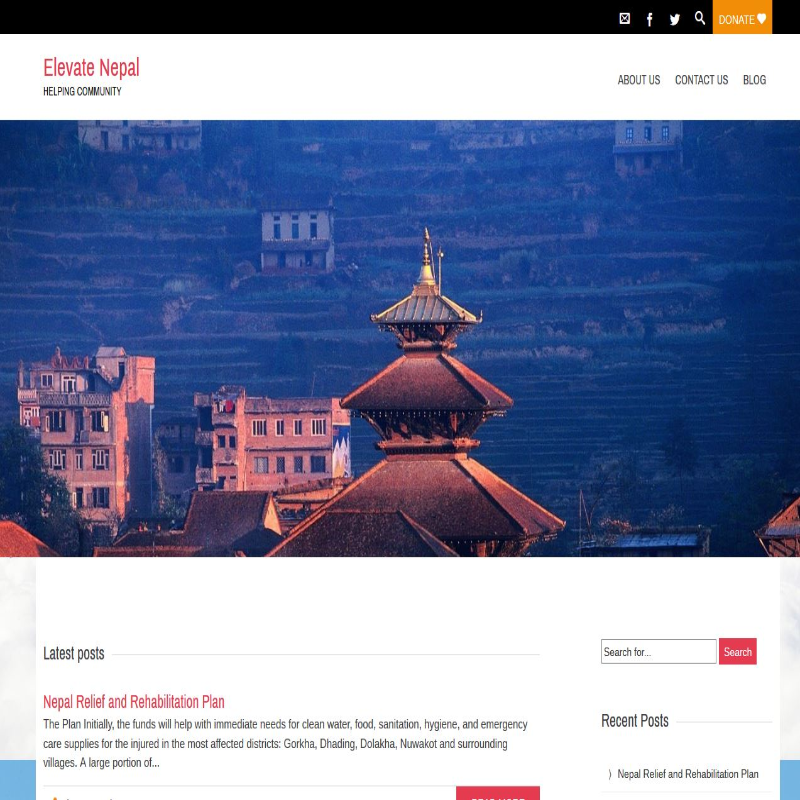 DONATE
Elevate Nepal
HELPING COMMUNITY
ABOUT US CONTACT US BLOG
Latest posts
Nepal Relief and Rehabilitation Plan
The Plan Initially, the funds will help with immediate needs for clean water, food, sanitation, hygiene, and emergency
care supplies for the injured in the most affected districts: Gorkha, Dhading, Dolakha, Nuwakot and surrounding
villages. A large portion of...
Search for... Search
Recent Posts
Nepal Relief and Rehabilitation Plan